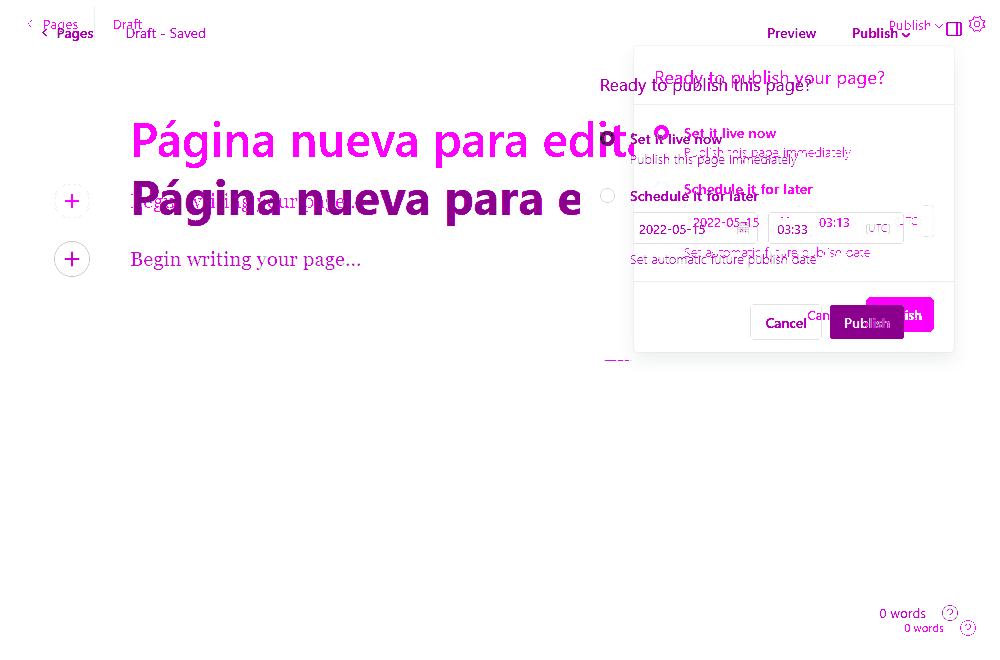 Pages Draft Publish
Pages Draft - Saved Preview Publish
Ready to publish your page?
Ready to publish this page?
Página nueva para edit
Set it live now
Set it live now
Publish this page immediately
Publish this page immediately
Schedule it for later
Schedule it for later
Página nueva para e
Begin writing your page...
2022-05-15 03:13
2022-05-15 03:33 (UTC)
Set automatic future publish date
Set automatic future publish date
Begin writing your page...
Cancel Publish
0 words
0 words